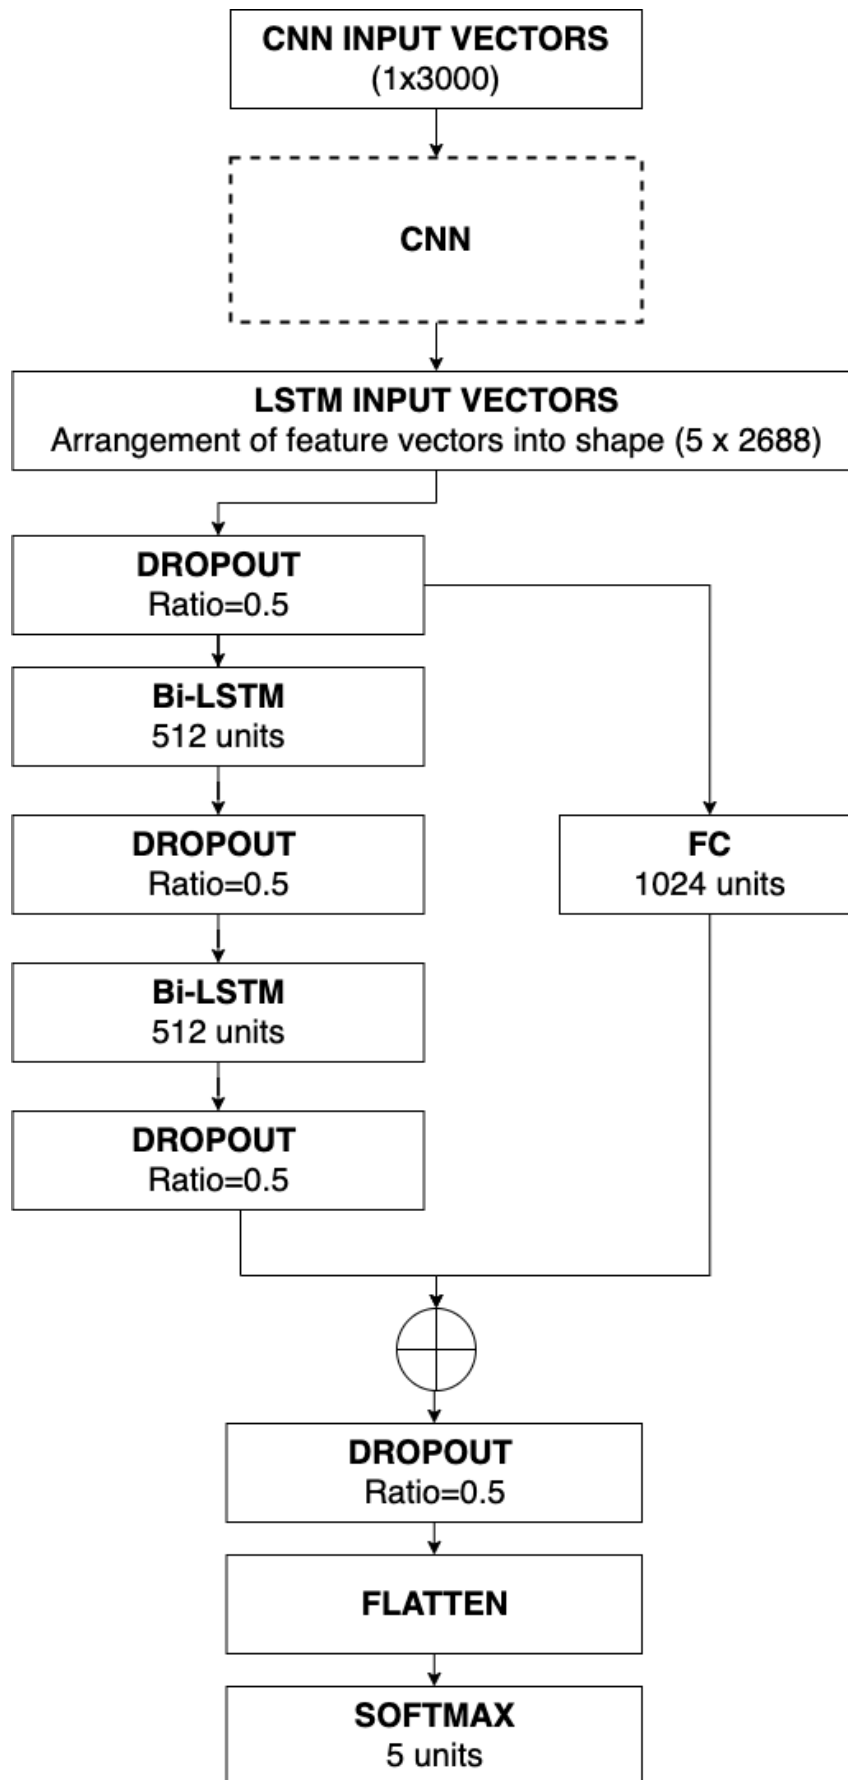 CNN INPUT VECTORS
(1x3000)
CNN
LSTM INPUT VECTORS
Arrangement of feature vectors into shape (5 x 2688)
DROPOUT
Ratio=0.5
Bi-LSTM
512 units
DROPOUT
Ratio=0.5
FC
1024 units
Bi-LSTM
512 units
DROPOUT
Ratio=0.5
DROPOUT
Ratio=0.5
FLATTEN
SOFTMAX
5 units